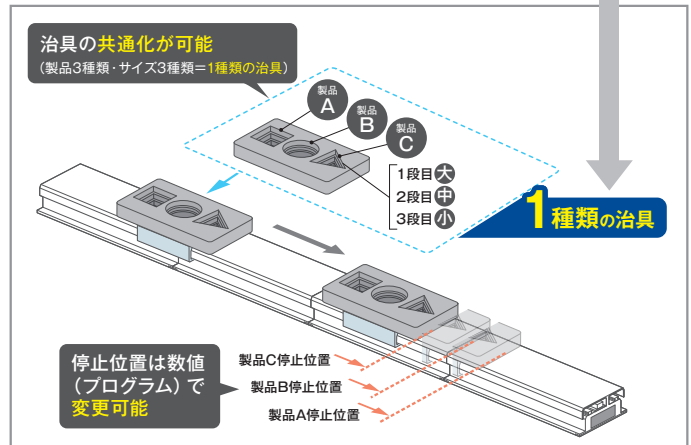 治具の共通化が可能
（製品3種類・サイズ3種類＝1種類の治具）
製品
A
製品
B
製品
C
1段目 大
2段目 中
3段目 小
1種類の治具
停止位置は数値
（プログラム）で
変更可能
製品C停止位置
製品B停止位置
製品A停止位置